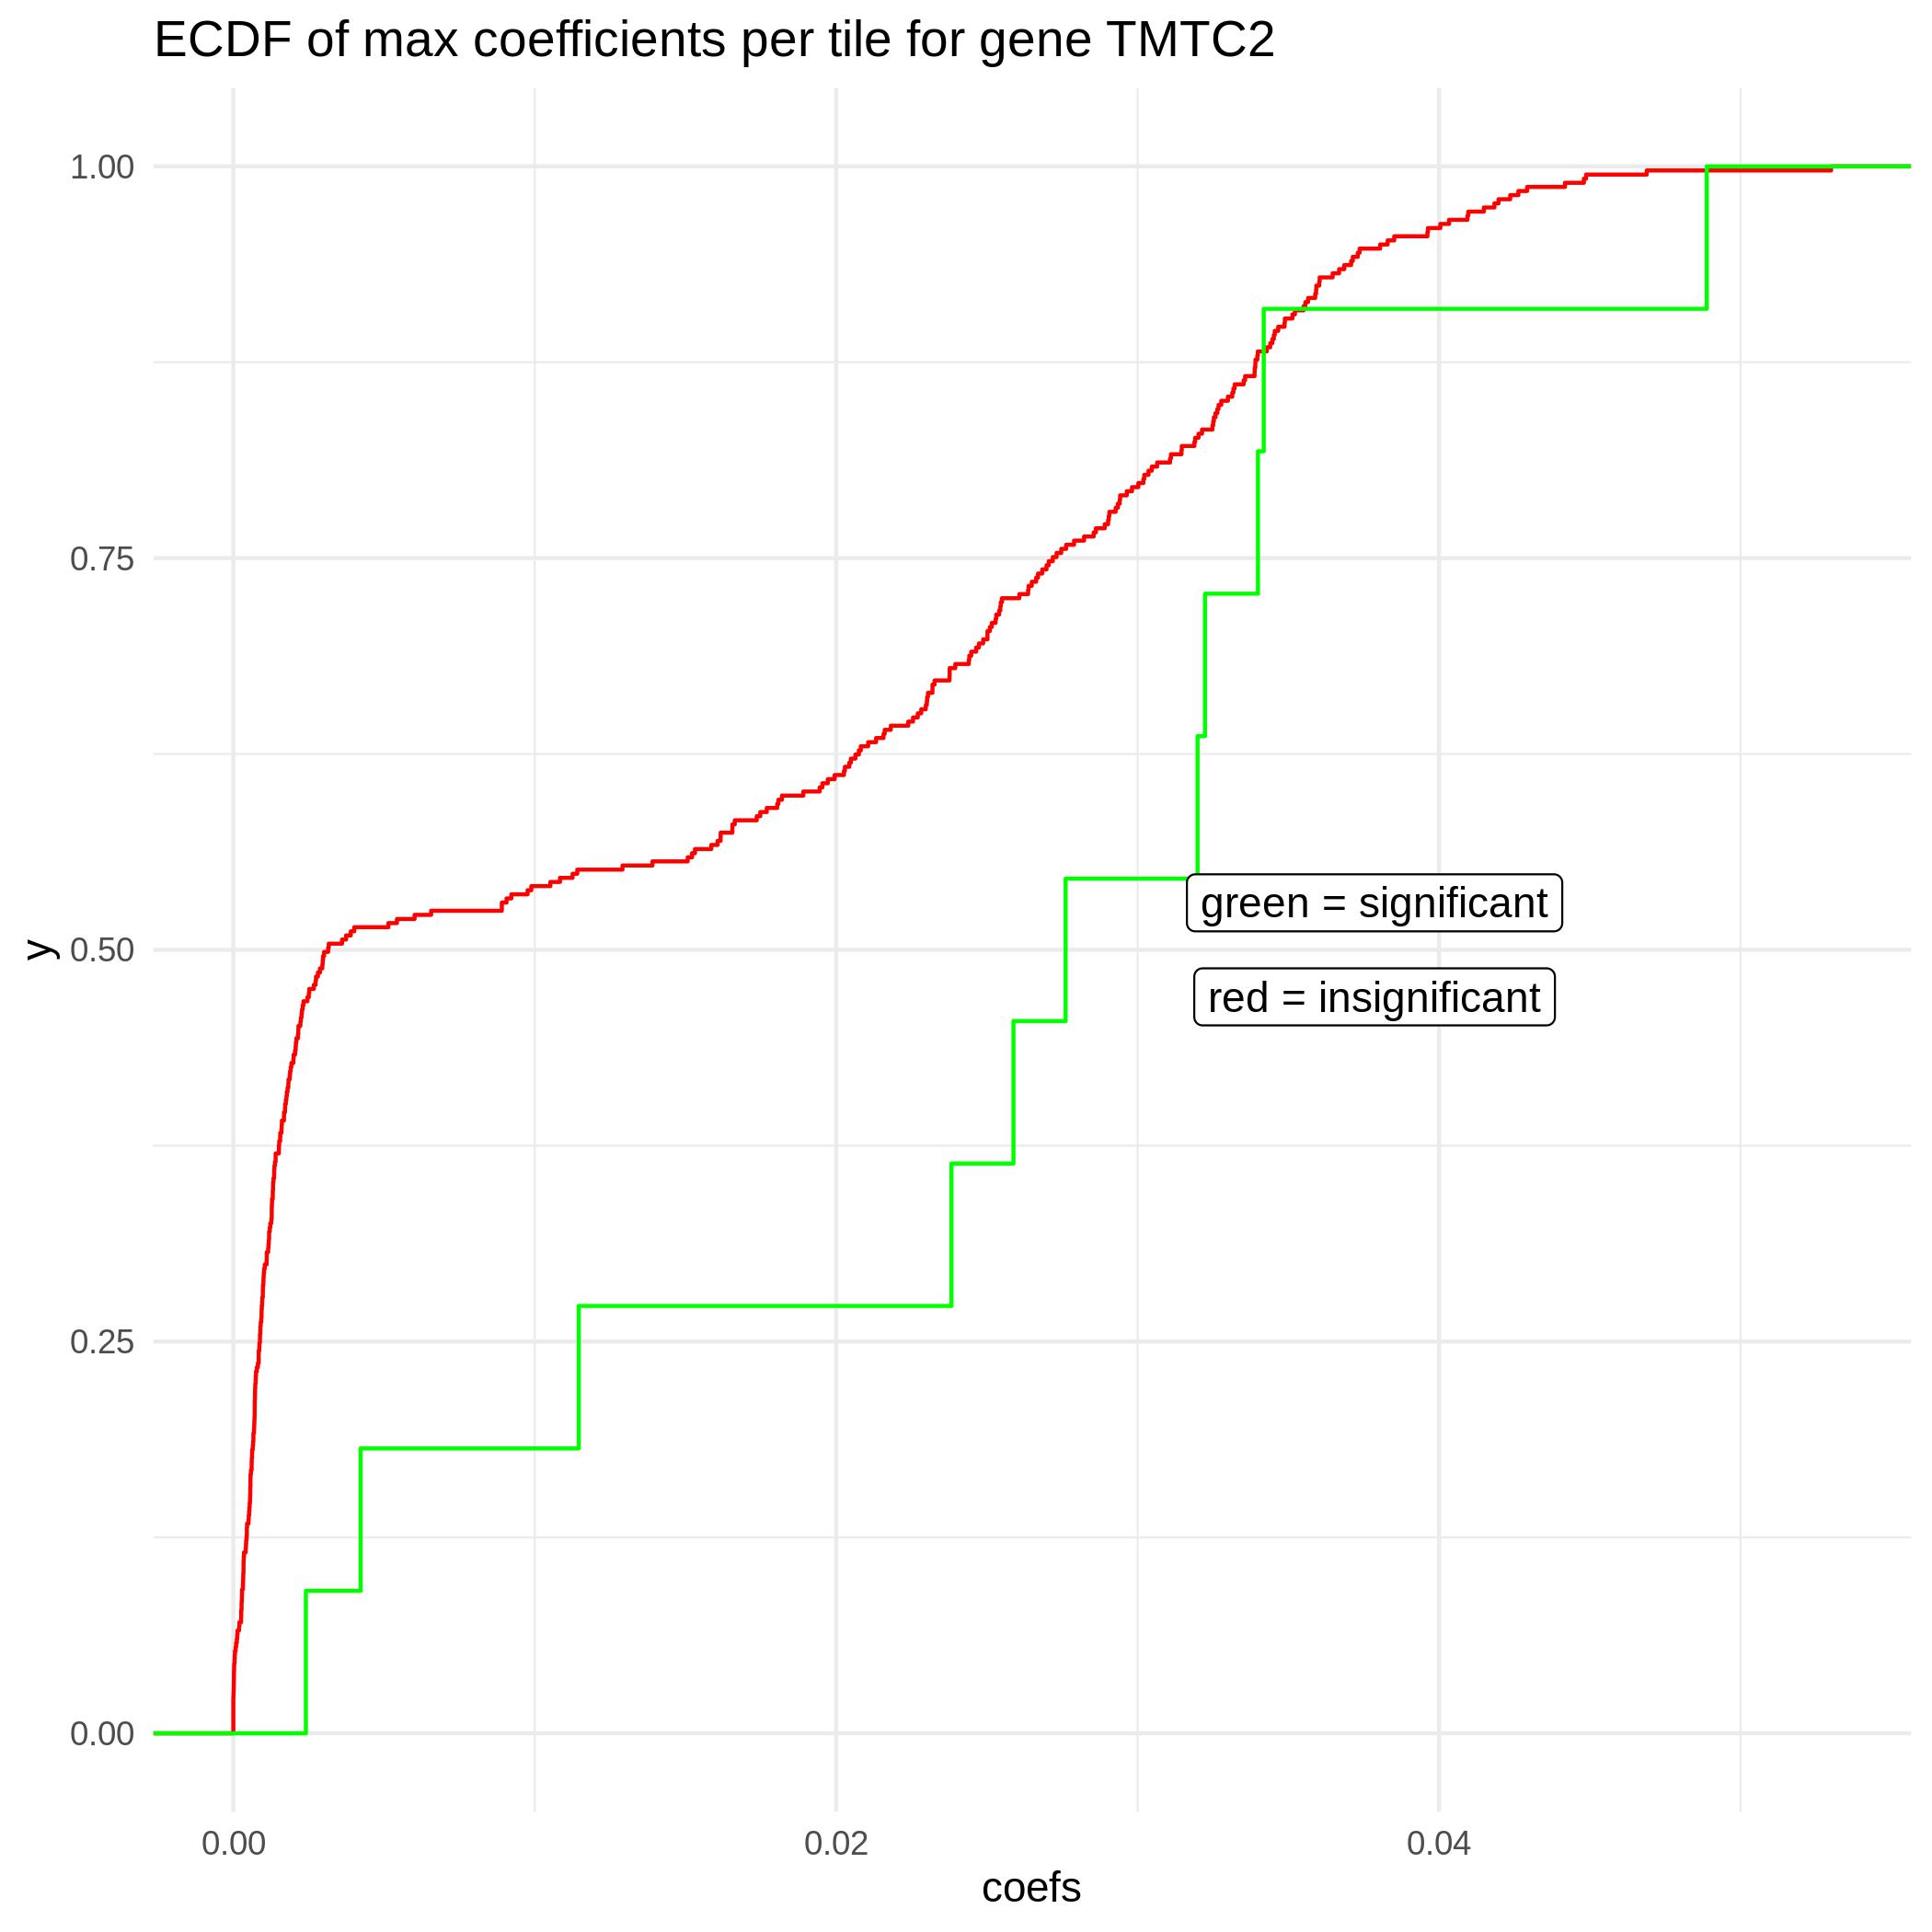 ECDF of max coefficients per tile for gene TMTC2
1.00
0.75
0.50
0.25
0.00
y
green = significant
red = insignificant
0.00 0.02 0.04
coefs